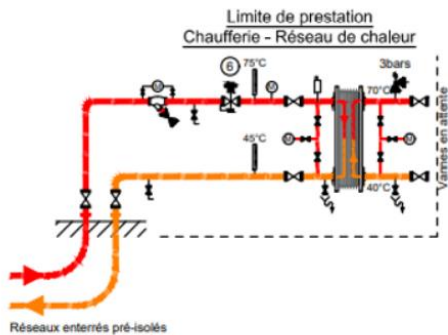 Limite de prestation
Chaufferie - Réseau de chaleur
6
75°C
3bars
70°C
M
M
45°C
M
M
40°C
Vannes en attente
Réseaux enterrés pré-isolés